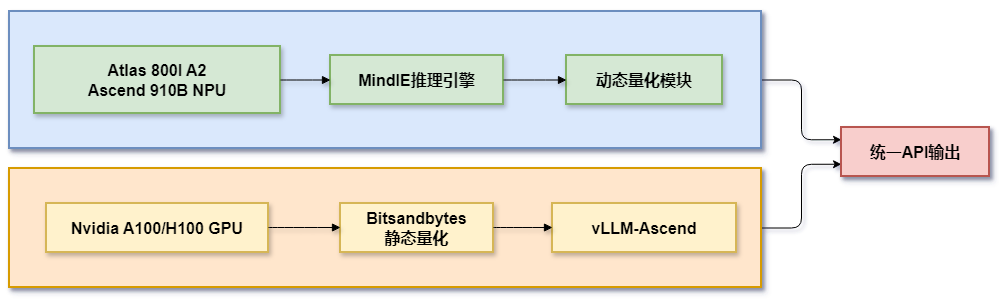 Atlas 800I A2
Ascend 910B NPU
MindIE推理引擎
动态量化模块
统一API输出
Nvidia A100/H100 GPU
Bitsandbytes
静态量化
vLLM-Ascend